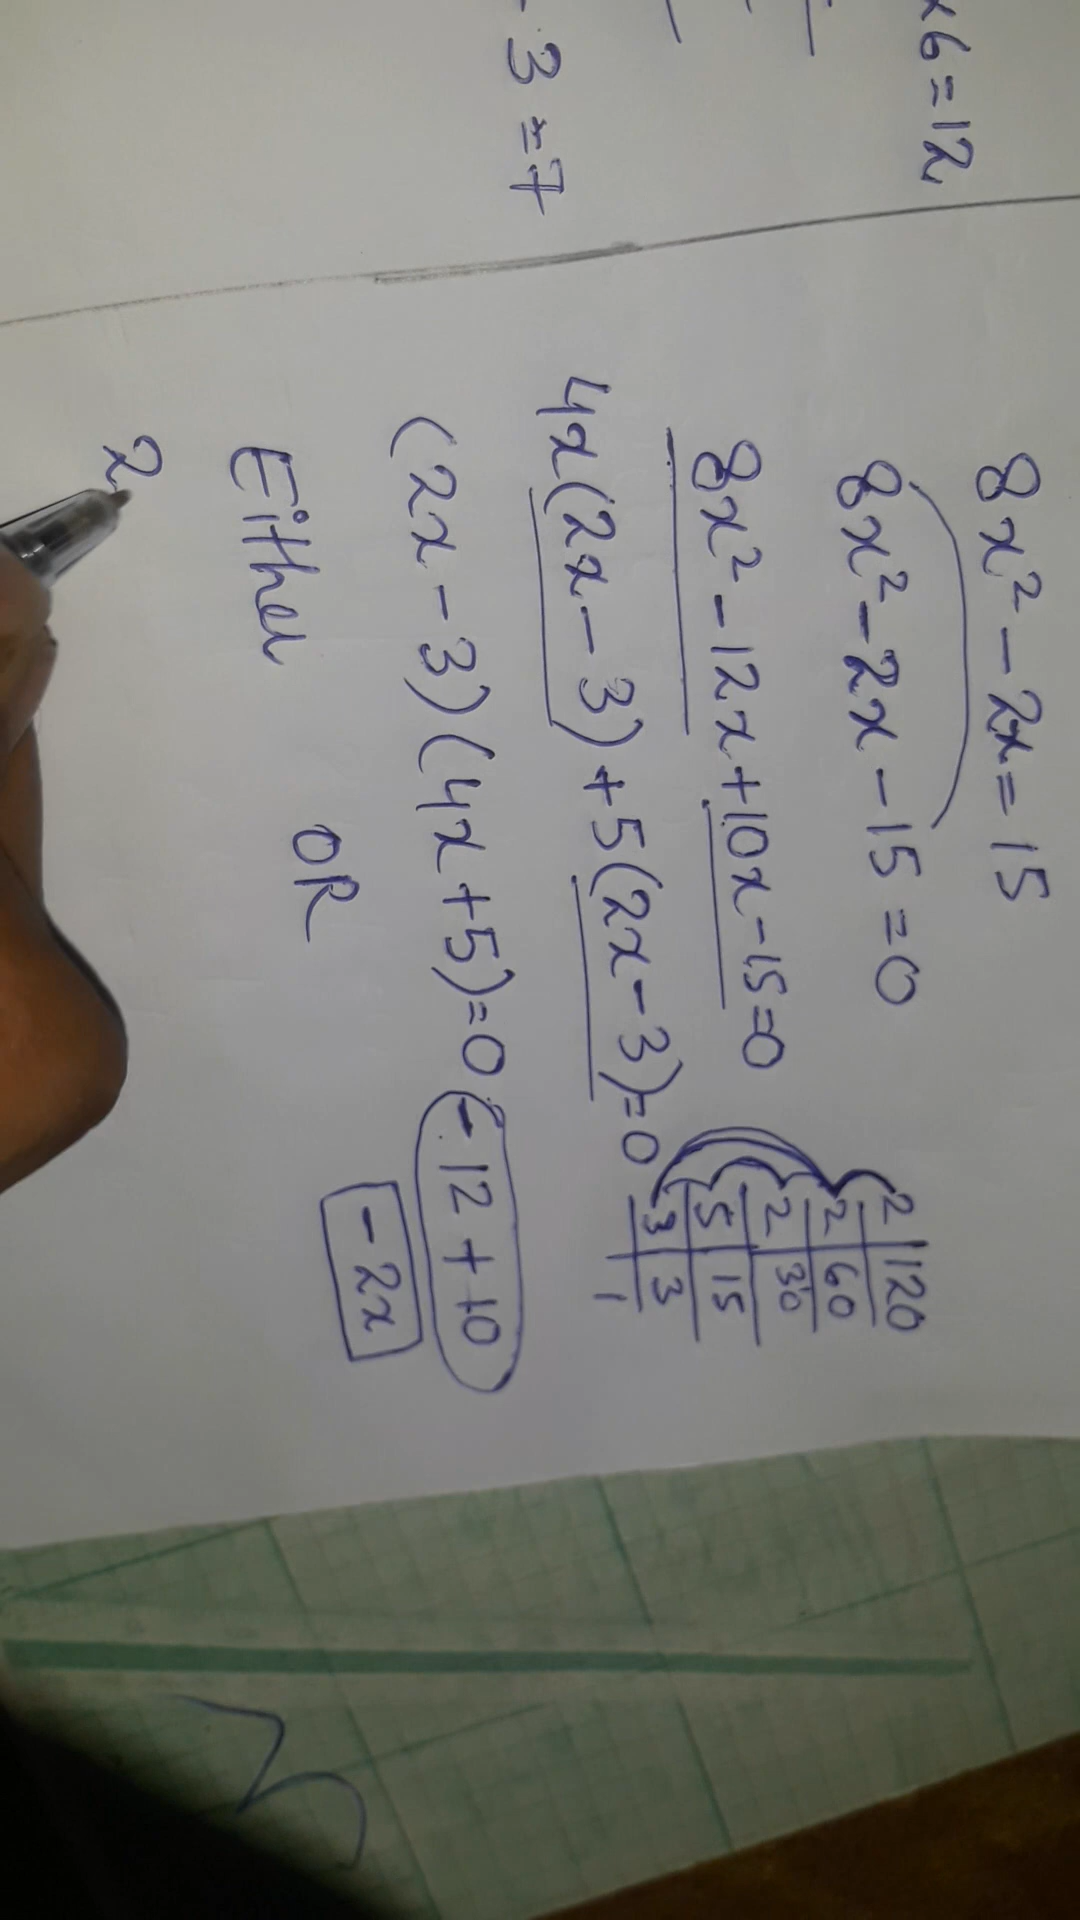 ×6=12
3=7
8x²-2x=15
8x²-2x-15=0
8x²-12x+10x-15=0
4x(2x-3)+5(2x-3)=0
(2x-3)(4x+5)=0
Either OR
2
2|120
2|60
2|30
5|15
3|3
1
-12+10
-2x